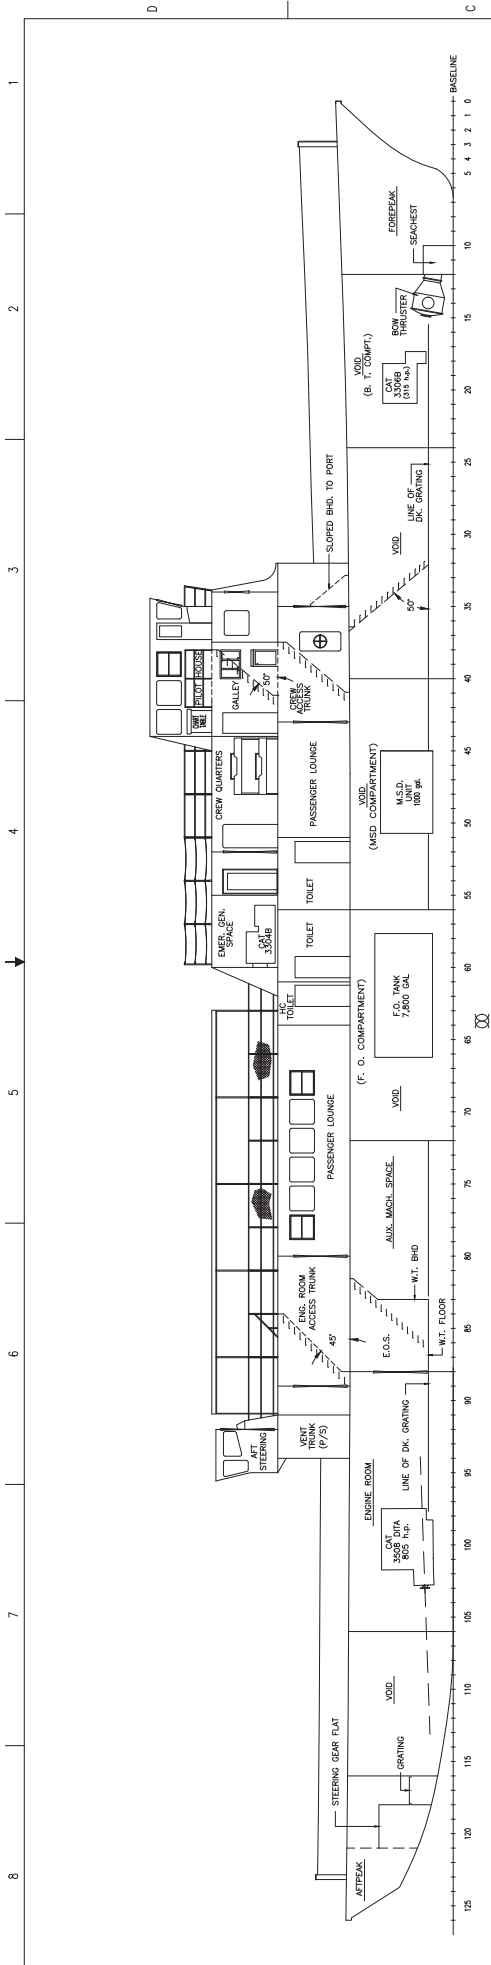 8 7 6 5 4 3 2 1
D
C
PILOT HOUSE
CHART
TABLE
AFT
STEERING
EMER. GEN.
SPACE
CAT
3304B
CREW QUARTERS
GALLEY
50°
VENT
TRUNK
(P/S)
45°
ENG. ROOM
ACCESS TRUNK
PASSENGER LOUNGE
HC
TOILET
TOILET
TOILET
PASSENGER LOUNGE
CREW
ACCESS
TRUNK
SLOPED BHD. TO PORT
AFTPEAK
STEERING GEAR FLAT
GRATING
VOID
ENGINE ROOM
CAT
3508 DITA
805 h.p.
LINE OF DK. GRATING
E.O.S.
W.T. FLOOR
W.T. BHD
AUX. MACH. SPACE
VOID
(F. O. COMPARTMENT)
F.O. TANK
7,800 GAL
VOID
(MSD COMPARTMENT)
M.S.D.
UNIT
1000 gal.
50°
VOID
LINE OF
DK. GRATING
VOID
(B. T. COMPT.)
CAT
3306B
(315 h.p.)
BOW
THRUSTER
FOREPEAK
SEACHEST
BASELINE
125 120 115 110 105 100 95 90 85 80 75 70 65 60 55 50 45 40 35 30 25 20 15 10 5 4 3 2 1 0